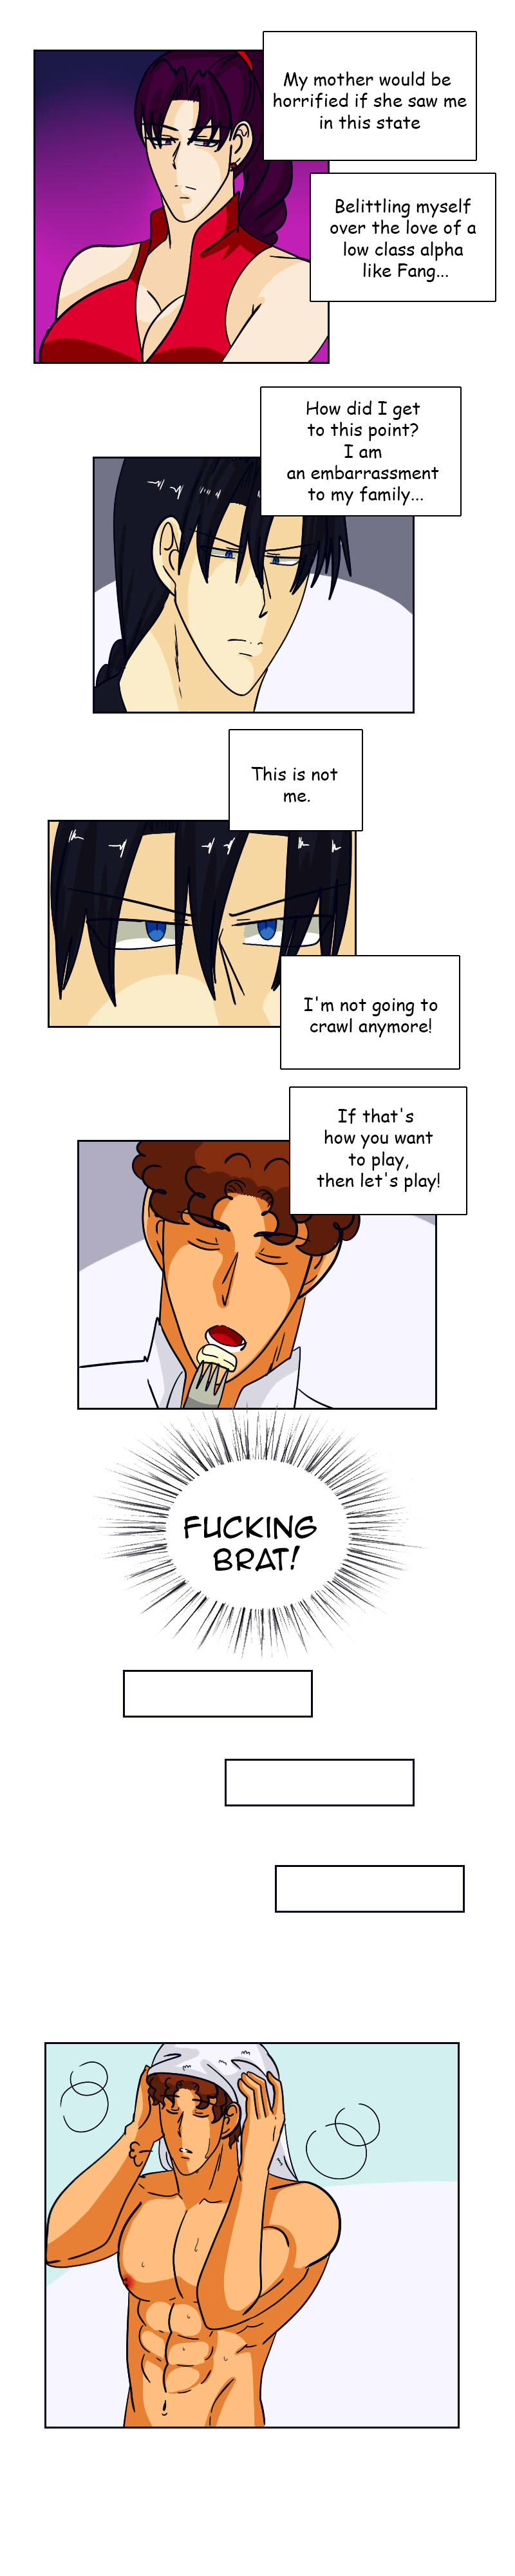 My mother would be
horrified if she saw me
in this state
Belittling myself
over the love of a
low class alpha
like Fang...
How did I get
to this point?
I am
an embarrassment
to my family...
This is not
me.
I'm not going to
crawl anymore!
If that's
how you want
to play,
then let's play!
FUCKING
BRAT!